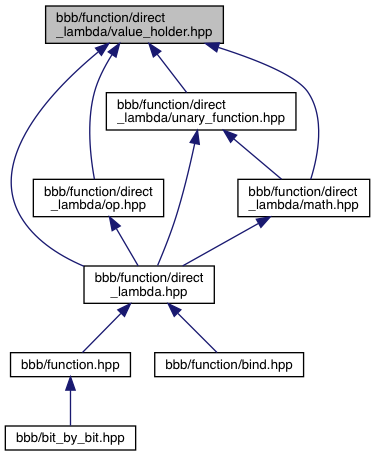 bbb/function/direct
_lambda/value_holder.hpp
bbb/function/direct
_lambda/unary_function.hpp
bbb/function/direct
_lambda/op.hpp
bbb/function/direct
_lambda/math.hpp
bbb/function/direct
_lambda.hpp
bbb/function.hpp
bbb/function/bind.hpp
bbb/bit_by_bit.hpp